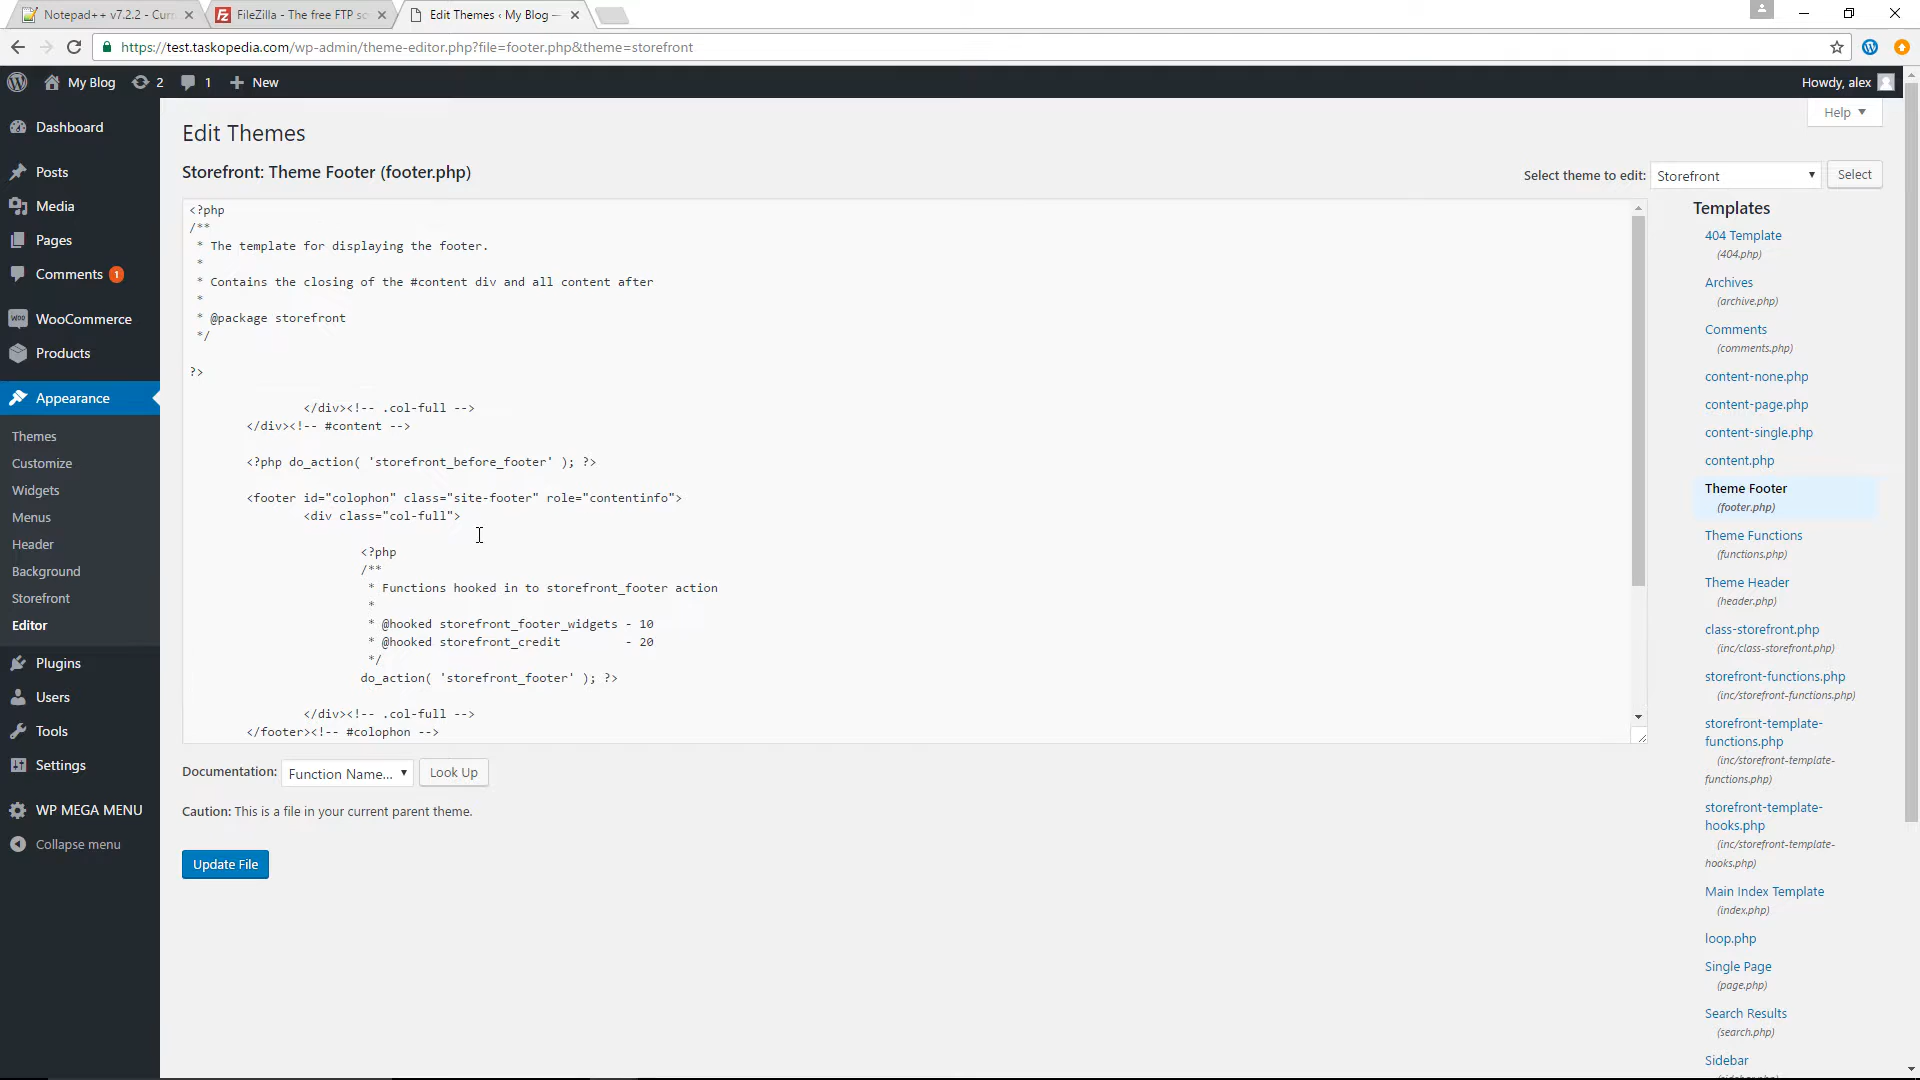 Notepad++ v7.2.2 - Curr
FileZilla - The free FTP so
Edit Themes ‹ My Blog —
https://test.taskopedia.com/wp-admin/theme-editor.php?file=footer.php&theme=storefront
My Blog
2
1
New
Howdy, alex
Help
Dashboard
Posts
Media
Pages
Comments 1
WooCommerce
Products
Appearance
Themes
Customize
Widgets
Menus
Header
Background
Storefront
Editor
Plugins
Users
Tools
Settings
WP MEGA MENU
Collapse menu
Edit Themes
Storefront: Theme Footer (footer.php)
Select theme to edit: Storefront Select
<?php
/**
 * The template for displaying the footer.
 *
 * Contains the closing of the #content div and all content after
 *
 * @package storefront
 */
?>
</div><!-- .col-full -->
</div><!-- #content -->
<?php do_action( 'storefront_before_footer' ); ?>
<footer id="colophon" class="site-footer" role="contentinfo">
<div class="col-full">
<?php
/**
 * Functions hooked in to storefront_footer action
 *
 * @hooked storefront_footer_widgets - 10
 * @hooked storefront_credit         - 20
 */
do_action( 'storefront_footer' ); ?>
</div><!-- .col-full -->
</footer><!-- #colophon -->
Documentation: Function Name... Look Up
Caution: This is a file in your current parent theme.
Update File
Templates
404 Template
(404.php)
Archives
(archive.php)
Comments
(comments.php)
content-none.php
content-page.php
content-single.php
content.php
Theme Footer
(footer.php)
Theme Functions
(functions.php)
Theme Header
(header.php)
class-storefront.php
(inc/class-storefront.php)
storefront-functions.php
(inc/storefront-functions.php)
storefront-template-
functions.php
(inc/storefront-template-
functions.php)
storefront-template-
hooks.php
(inc/storefront-template-
hooks.php)
Main Index Template
(index.php)
loop.php
Single Page
(page.php)
Search Results
(search.php)
Sidebar